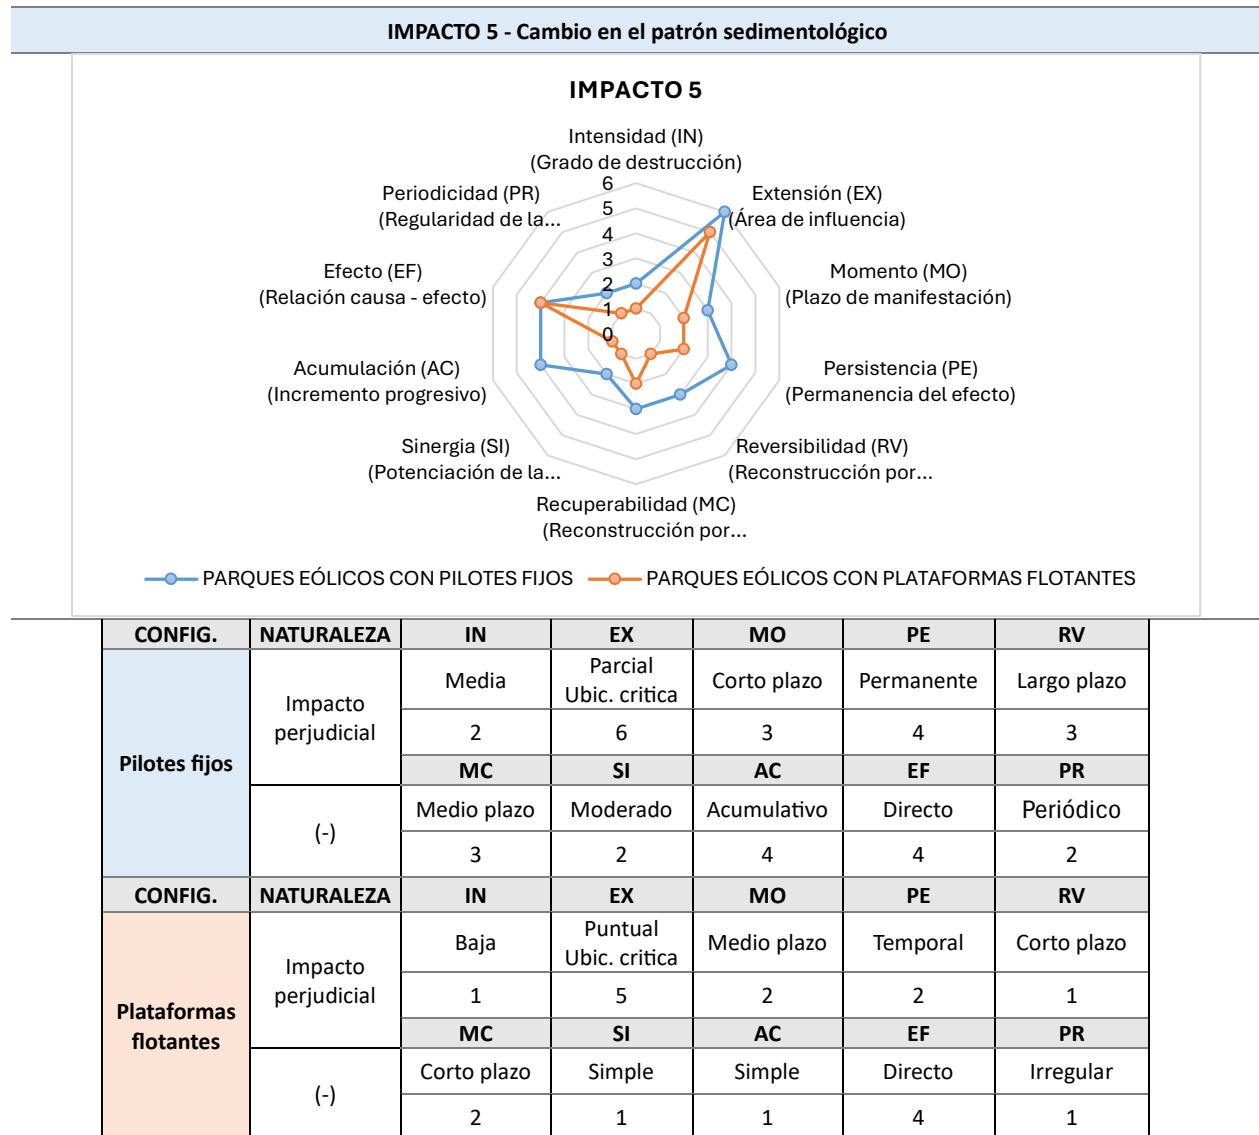 IMPACTO 5 - Cambio en el patrón sedimentológico
IMPACTO 5
Intensidad (IN)
(Grado de destrucción)
Extensión (EX)
(Área de influencia)
Momento (MO)
(Plazo de manifestación)
Persistencia (PE)
(Permanencia del efecto)
Reversibilidad (RV)
(Reconstrucción por...
Recuperabilidad (MC)
(Reconstrucción por...
Sinergia (SI)
(Potenciación de la...
Acumulación (AC)
(Incremento progresivo)
Efecto (EF)
(Relación causa - efecto)
Periodicidad (PR)
(Regularidad de la...
6
5
4
3
2
1
0
PARQUES EÓLICOS CON PILOTES FIJOS PARQUES EÓLICOS CON PLATAFORMAS FLOTANTES
CONFIG. NATURALEZA IN EX MO PE RV
Pilotes fijos
Impacto
perjudicial
Media Parcial
Ubic. critica Corto plazo Permanente Largo plazo
2 6 3 4 3
MC SI AC EF PR
(-)
Medio plazo Moderado Acumulativo Directo Periódico
3 2 4 4 2
CONFIG. NATURALEZA IN EX MO PE RV
Plataformas
flotantes
Impacto
perjudicial
Baja Puntual
Ubic. critica Medio plazo Temporal Corto plazo
1 5 2 2 1
MC SI AC EF PR
(-)
Corto plazo Simple Simple Directo Irregular
2 1 1 4 1